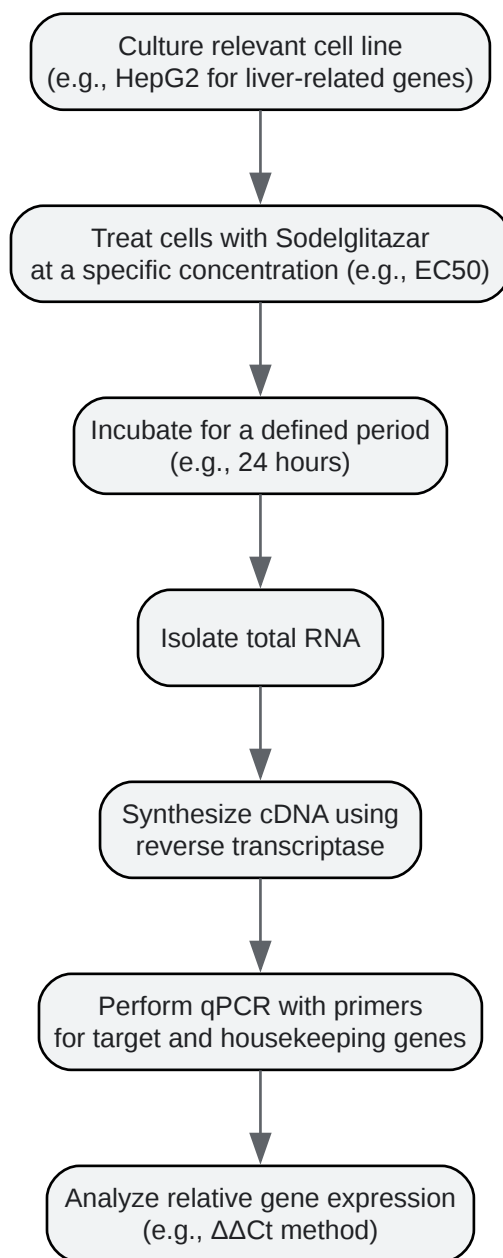 Culture relevant cell line
(e.g., HepG2 for liver-related genes)
Treat cells with Sodelglitazar
at a specific concentration (e.g., EC50)
Incubate for a defined period
(e.g., 24 hours)
Isolate total RNA
Synthesize cDNA using
reverse transcriptase
Perform qPCR with primers
for target and housekeeping genes
Analyze relative gene expression
(e.g., ΔΔCt method)